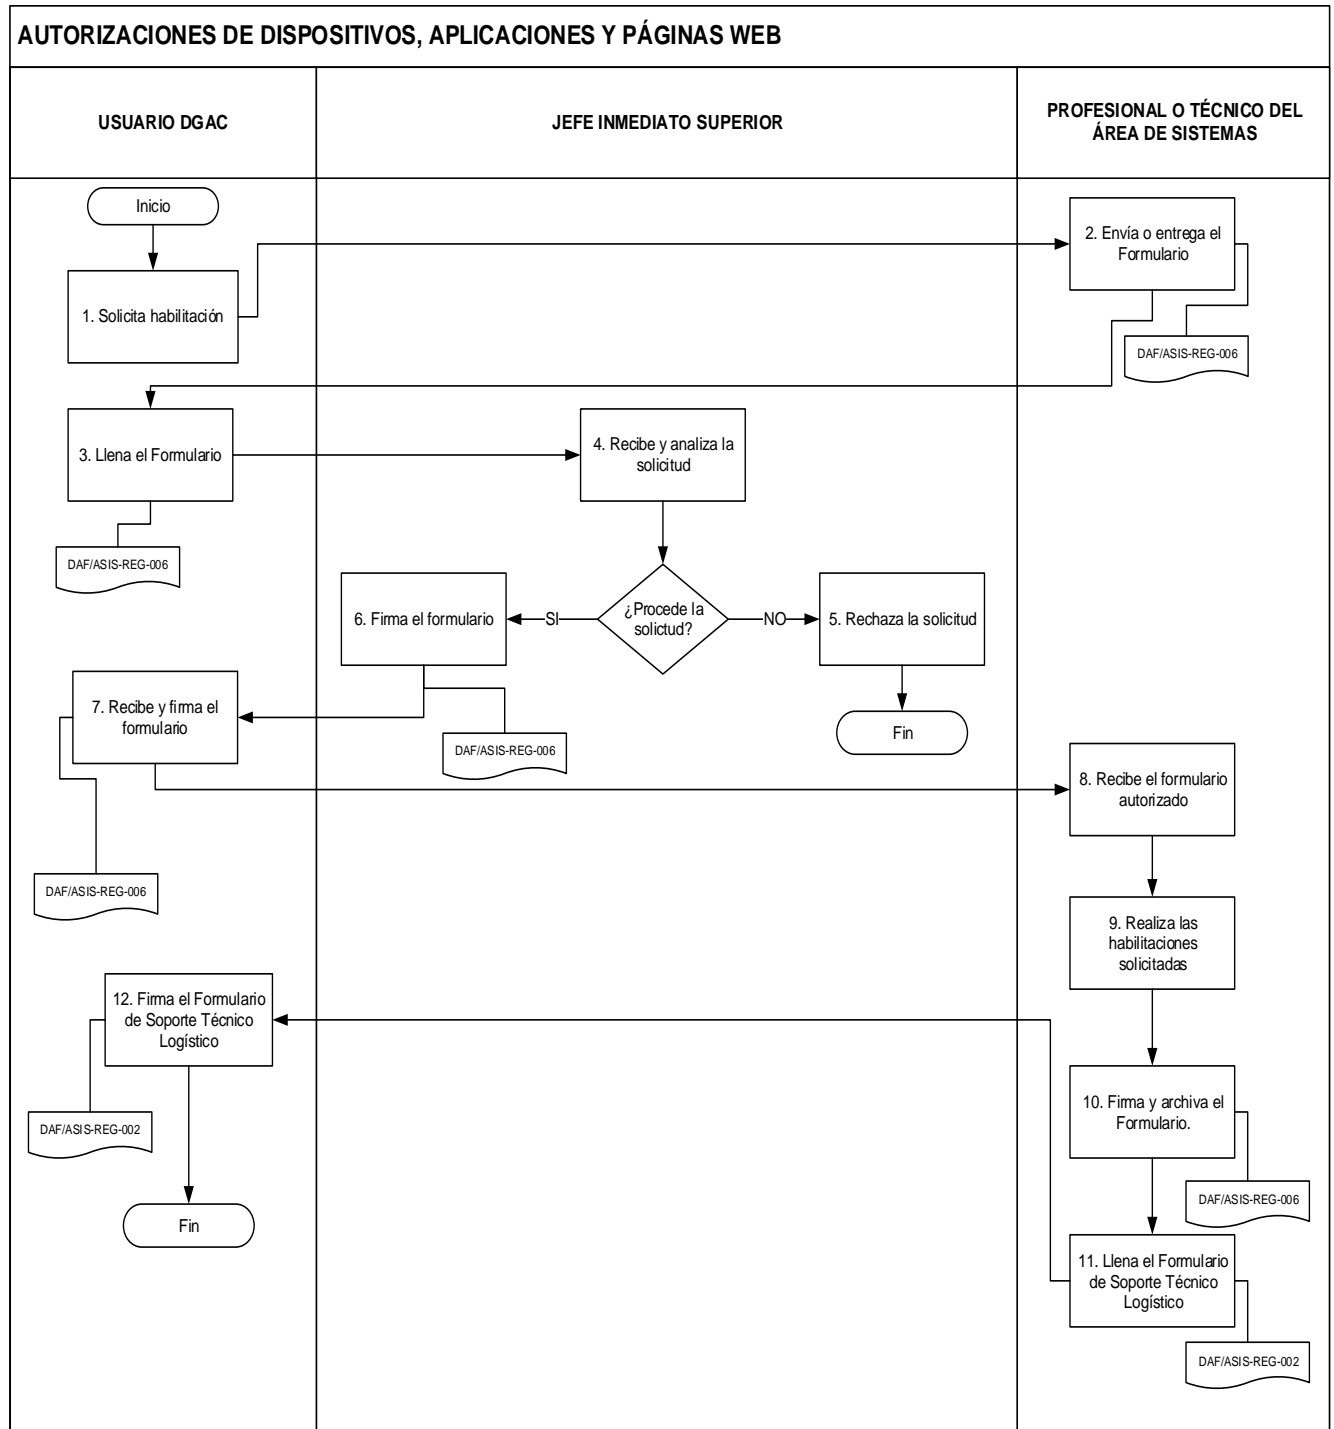 AUTORIZACIONES DE DISPOSITIVOS, APLICACIONES Y PÁGINAS WEB
USUARIO DGAC
JEFE INMEDIATO SUPERIOR
PROFESIONAL O TÉCNICO DEL
ÁREA DE SISTEMAS
Inicio
1. Solicita habilitación
2. Envía o entrega el
Formulario
DAF/ASIS-REG-006
3. Llena el Formulario
DAF/ASIS-REG-006
4. Recibe y analiza la
solicitud
¿Procede la
solictud?
NO
5. Rechaza la solicitud
Fin
SI
6. Firma el formulario
DAF/ASIS-REG-006
7. Recibe y firma el
formulario
DAF/ASIS-REG-006
8. Recibe el formulario
autorizado
9. Realiza las
habilitaciones
solicitadas
10. Firma y archiva el
Formulario.
DAF/ASIS-REG-006
11. Llena el Formulario
de Soporte Técnico
Logístico
DAF/ASIS-REG-002
12. Firma el Formulario
de Soporte Técnico
Logístico
DAF/ASIS-REG-002
Fin